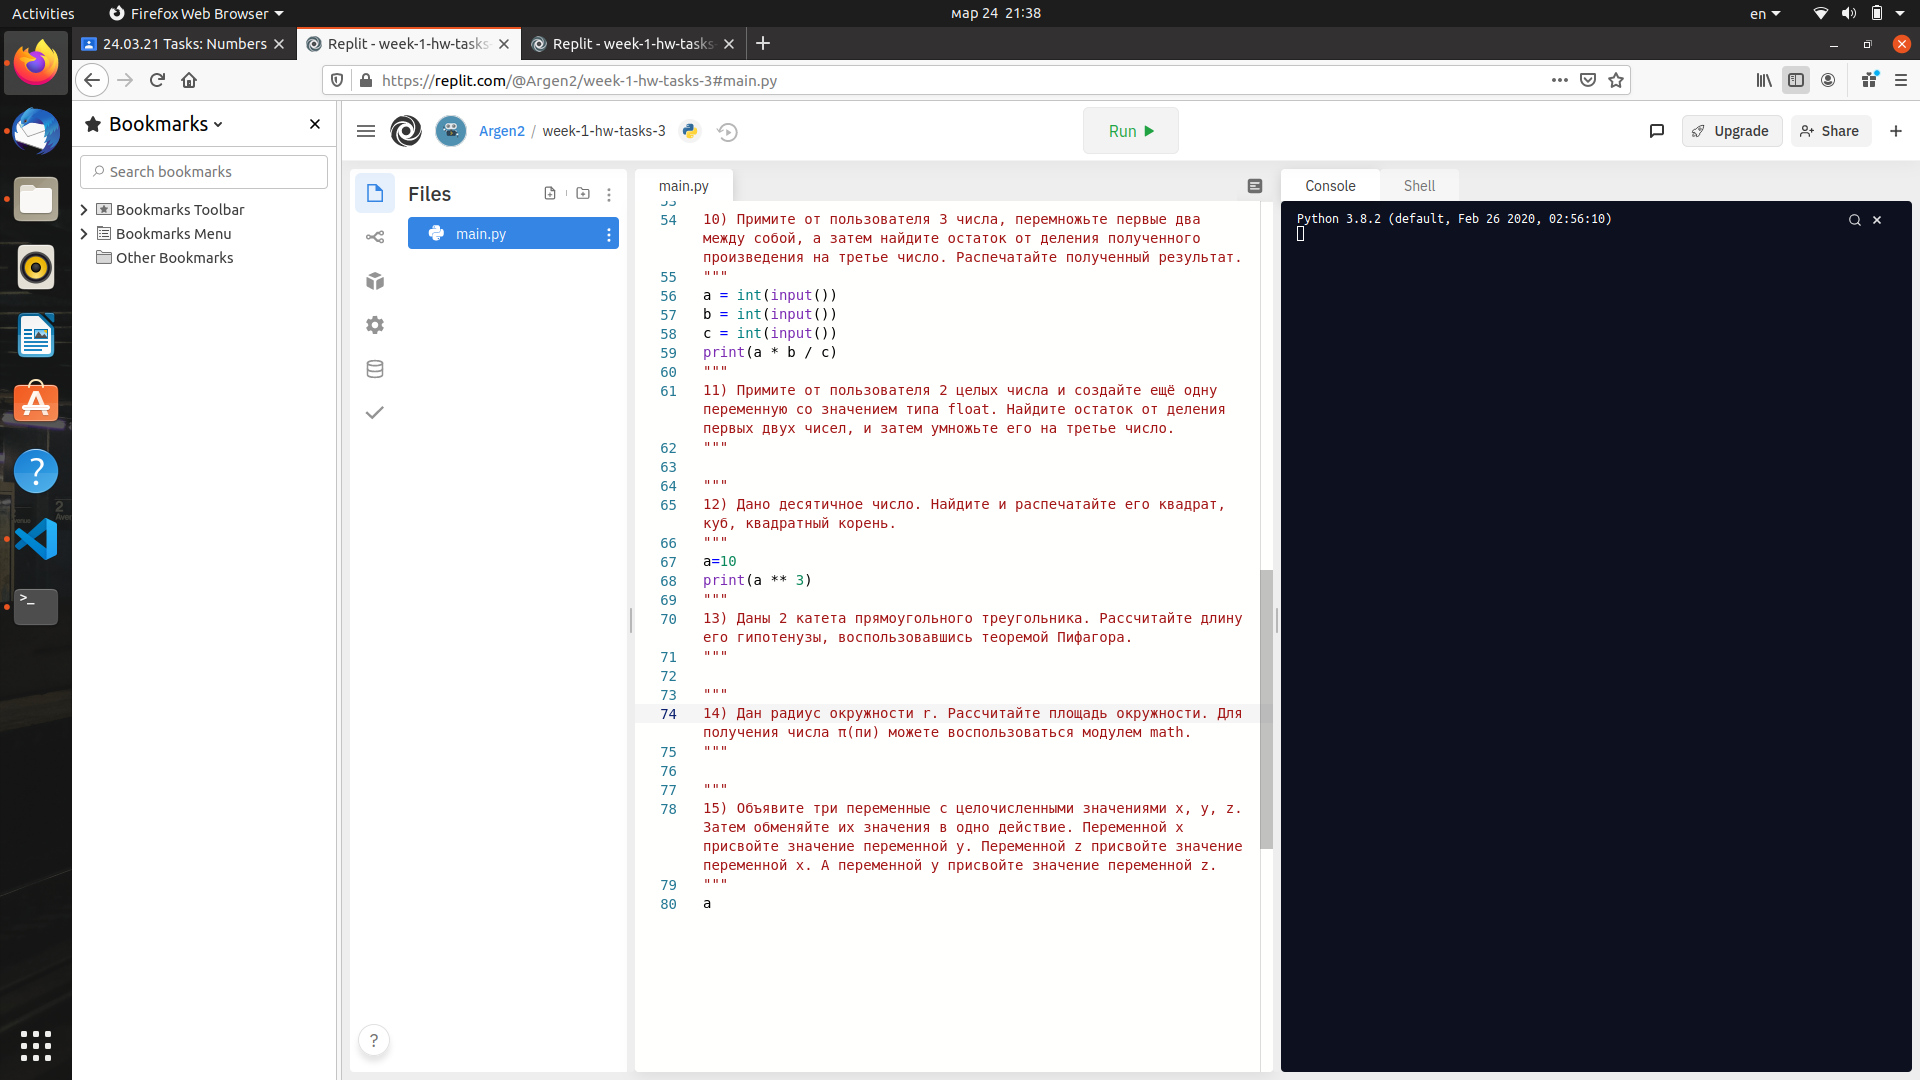 Activities
Firefox Web Browser
мар 24 21:38
en
24.03.21 Tasks: Numbers
Replit - week-1-hw-tasks-
Replit - week-1-hw-tasks-
https://replit.com/@Argen2/week-1-hw-tasks-3#main.py
Bookmarks
Search bookmarks
Bookmarks Toolbar
Bookmarks Menu
Other Bookmarks
Argen2 / week-1-hw-tasks-3
Run
Upgrade
Share
Files
main.py
main.py
Console
Shell
53
54 10) Примите от пользователя 3 числа, перемножьте первые два
между собой, а затем найдите остаток от деления полученного
произведения на третье число. Распечатайте полученный результат.
55 """
56 a = int(input())
57 b = int(input())
58 c = int(input())
59 print(a * b / c)
60 """
61 11) Примите от пользователя 2 целых числа и создайте ещё одну
переменную со значением типа float. Найдите остаток от деления
первых двух чисел, и затем умножьте его на третье число.
62 """
63
64 """
65 12) Дано десятичное число. Найдите и распечатайте его квадрат,
куб, квадратный корень.
66 """
67 a=10
68 print(a ** 3)
69 """
70 13) Даны 2 катета прямоугольного треугольника. Рассчитайте длину
его гипотенузы, воспользовавшись теоремой Пифагора.
71 """
72
73 """
74 14) Дан радиус окружности r. Рассчитайте площадь окружности. Для
получения числа π(пи) можете воспользоваться модулем math.
75 """
76
77 """
78 15) Объявите три переменные с целочисленными значениями x, y, z.
Затем обменяйте их значения в одно действие. Переменной x
присвойте значение переменной y. Переменной z присвойте значение
переменной x. А переменной y присвойте значение переменной z.
79 """
80 a
Python 3.8.2 (default, Feb 26 2020, 02:56:10)
?